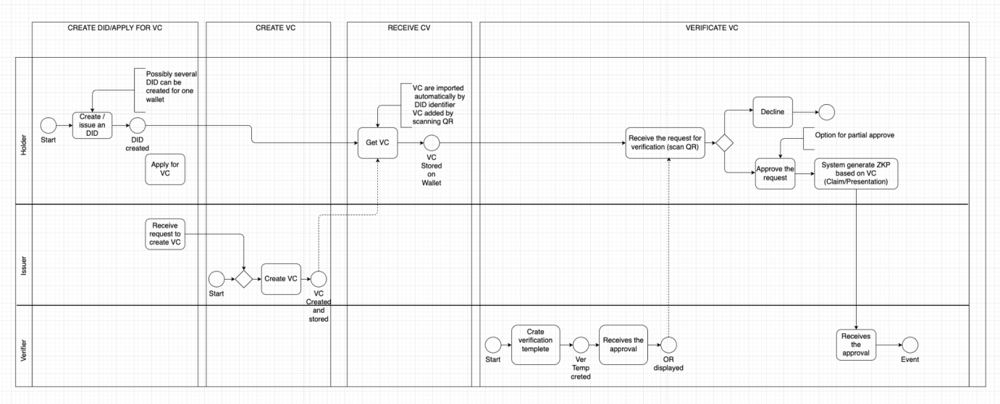 CREATE DID/APPLY FOR VC
CREATE VC
RECEIVE CV
VERIFICATE VC
Holder
Possibly several
DID can be
created for one
wallet
Start
Create /
issue an
DID
DID
created
Apply for
VC
VC are imported
automatically by
DID identifier
VC added by
scanning QR
Get VC
VC
Stored
on
Wallet
Receive the request for
verification (scan QR)
Decline
Option for partial approve
Approve the
request
System generate ZKP
based on VC
(Claim/Presentation)
Issuer
Receive
request to
create VC
Start
Create VC
VC
Created
and
stored
Verifier
Start
Crate
verification
templete
Ver
Temp
creted
Receives the
approval
OR
displayed
Receives
the
approval
Event